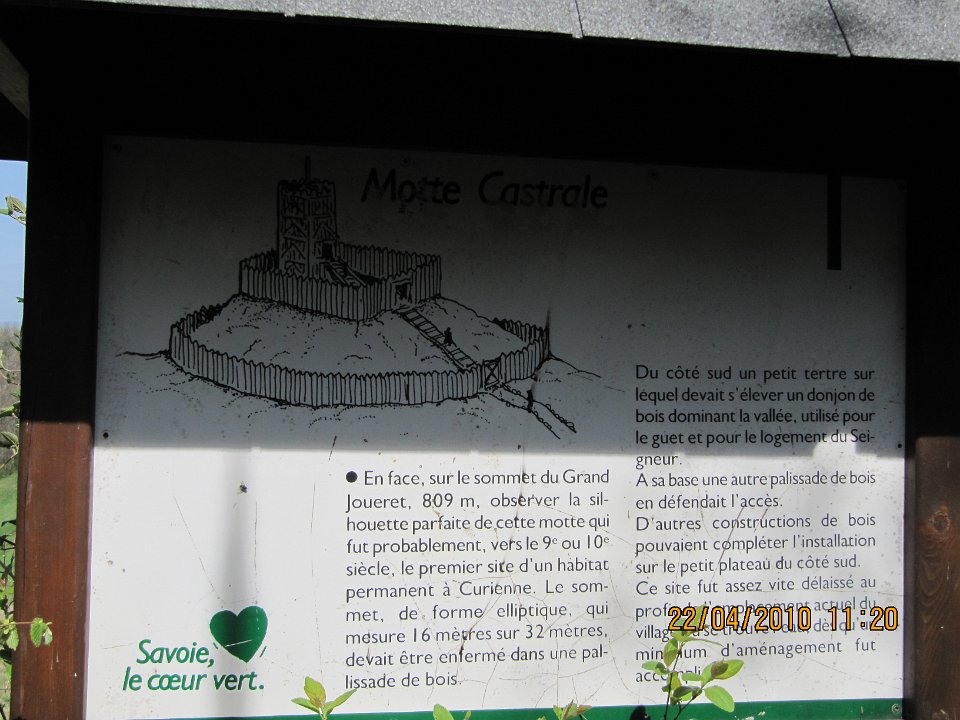 Motte Castrale
● En face, sur le sommet du Grand
Joueret, 809 m, observer la sil-
houette parfaite de cette motte qui
fut probablement, vers le 9e ou 10e
siècle, le premier site d'un habitat
permanent à Curienne. Le som-
met, de forme elliptique, qui
mesure 16 mètres sur 32 mètres,
devait être enfermé dans une pal-
lissade de bois.
Du côté sud un petit tertre sur
lequel devait s'élever un donjon de
bois dominant la vallée, utilisé pour
le guet et pour le logement du Sei-
gneur.
A sa base une autre palissade de bois
en défendait l'accès.
D'autres constructions de bois
pouvaient compléter l'installation
sur le petit plateau du côté sud.
Ce site fut assez vite délaissé au
actuel du
village se trouve l'eau, dès qu'un
minimum d'aménagement fut
Savoie,
le cœur vert.
22/04/2010 11:20